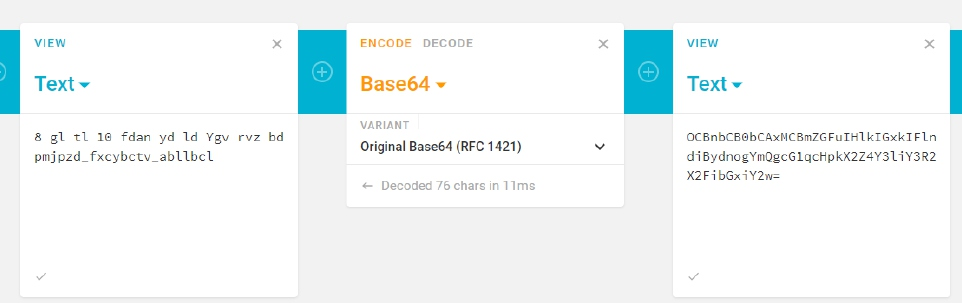 VIEW
Text
8 gl tl 10 fdan yd ld Ygv rvz bd
pmjpzd_fxcybctv_abllbcl
ENCODE DECODE
Base64
VARIANT
Original Base64 (RFC 1421)
← Decoded 76 chars in 11ms
VIEW
Text
OCBnbCB0bCAxMCBmZGFuIHlkIGxkIFln
diBydnogYmQgcG1qcHpkX2Z4Y3liY3R2
X2FibGxiY2w=